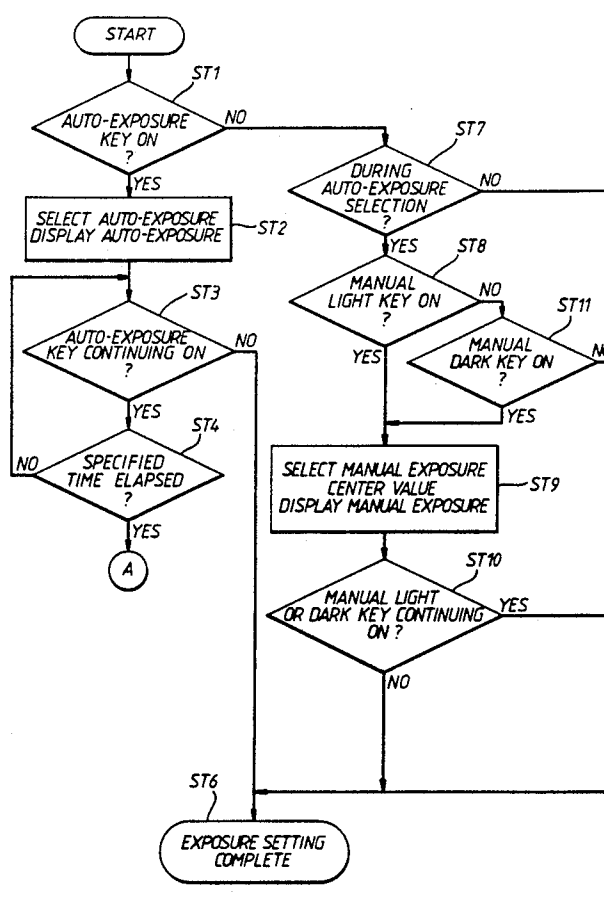 START
ST1
AUTO-EXPOSURE
KEY ON
?
NO
YES
ST7
DURING
AUTO-EXPOSURE
SELECTION
?
NO
YES
SELECT AUTO-EXPOSURE
DISPLAY AUTO-EXPOSURE
ST2
ST8
MANUAL
LIGHT KEY ON
?
NO
YES
ST3
AUTO-EXPOSURE
KEY CONTINUING ON
?
NO
YES
ST11
MANUAL
DARK KEY ON
?
NO
YES
ST4
SPECIFIED
TIME ELAPSED
?
NO
YES
A
SELECT MANUAL EXPOSURE
CENTER VALUE
DISPLAY MANUAL EXPOSURE
ST9
ST10
MANUAL LIGHT
OR DARK KEY CONTINUING
ON ?
YES
NO
ST6
EXPOSURE SETTING
COMPLETE